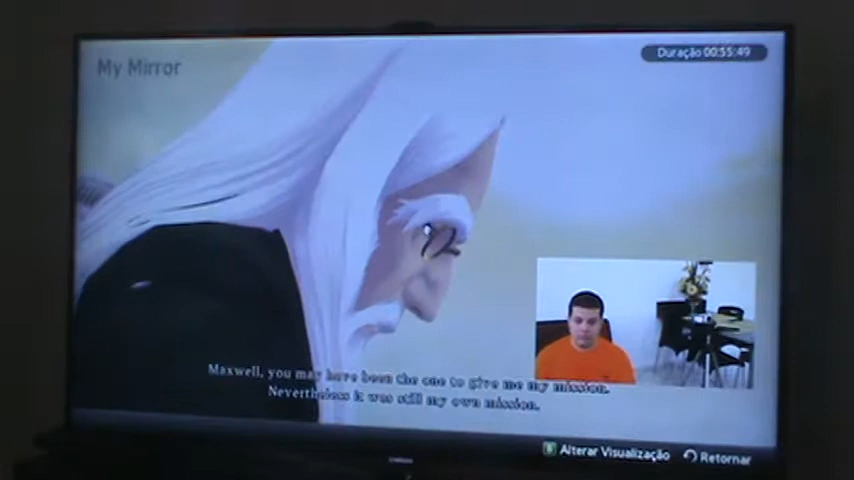 My Mirror
Duração 00:55:49
Maxwell, you may have been the one to give me my mission.
Nevertheless it was still my own mission.
Alterar Visualização
Retornar